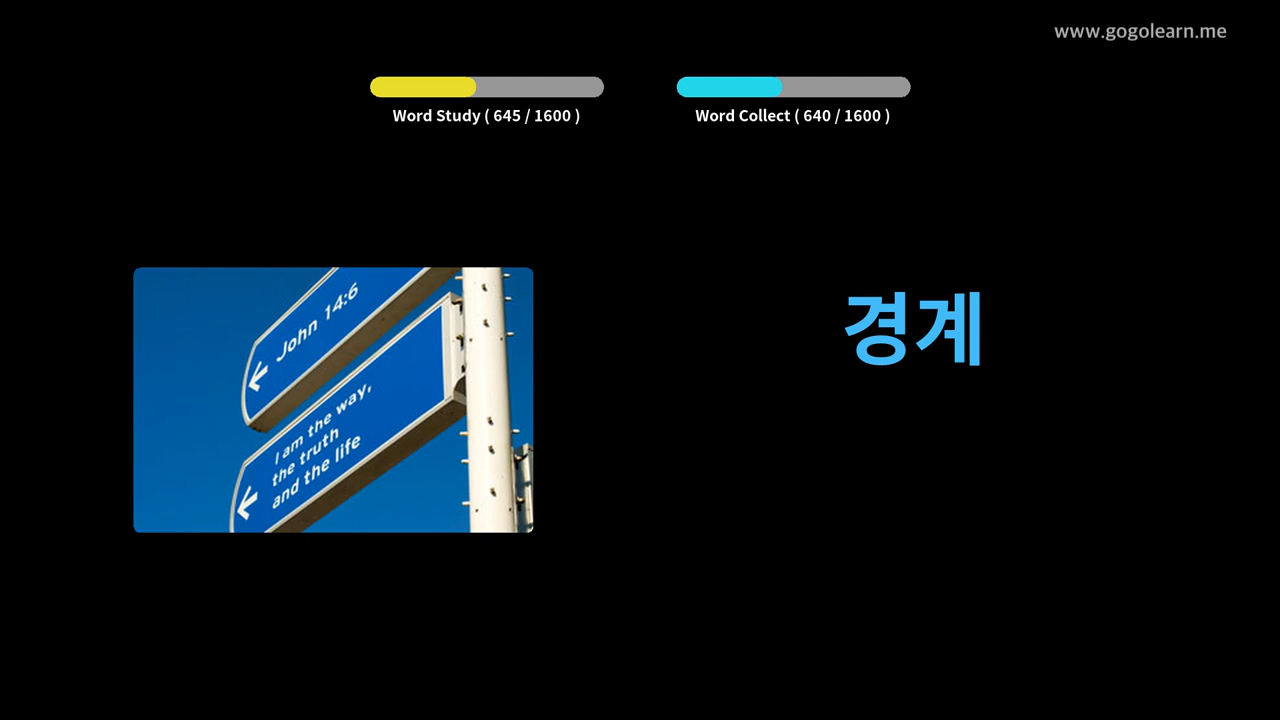 www.gogolearn.me
Word Study ( 645 / 1600 )
Word Collect ( 640 / 1600 )
John 14:6
I am the way,
the truth
and the life
경계